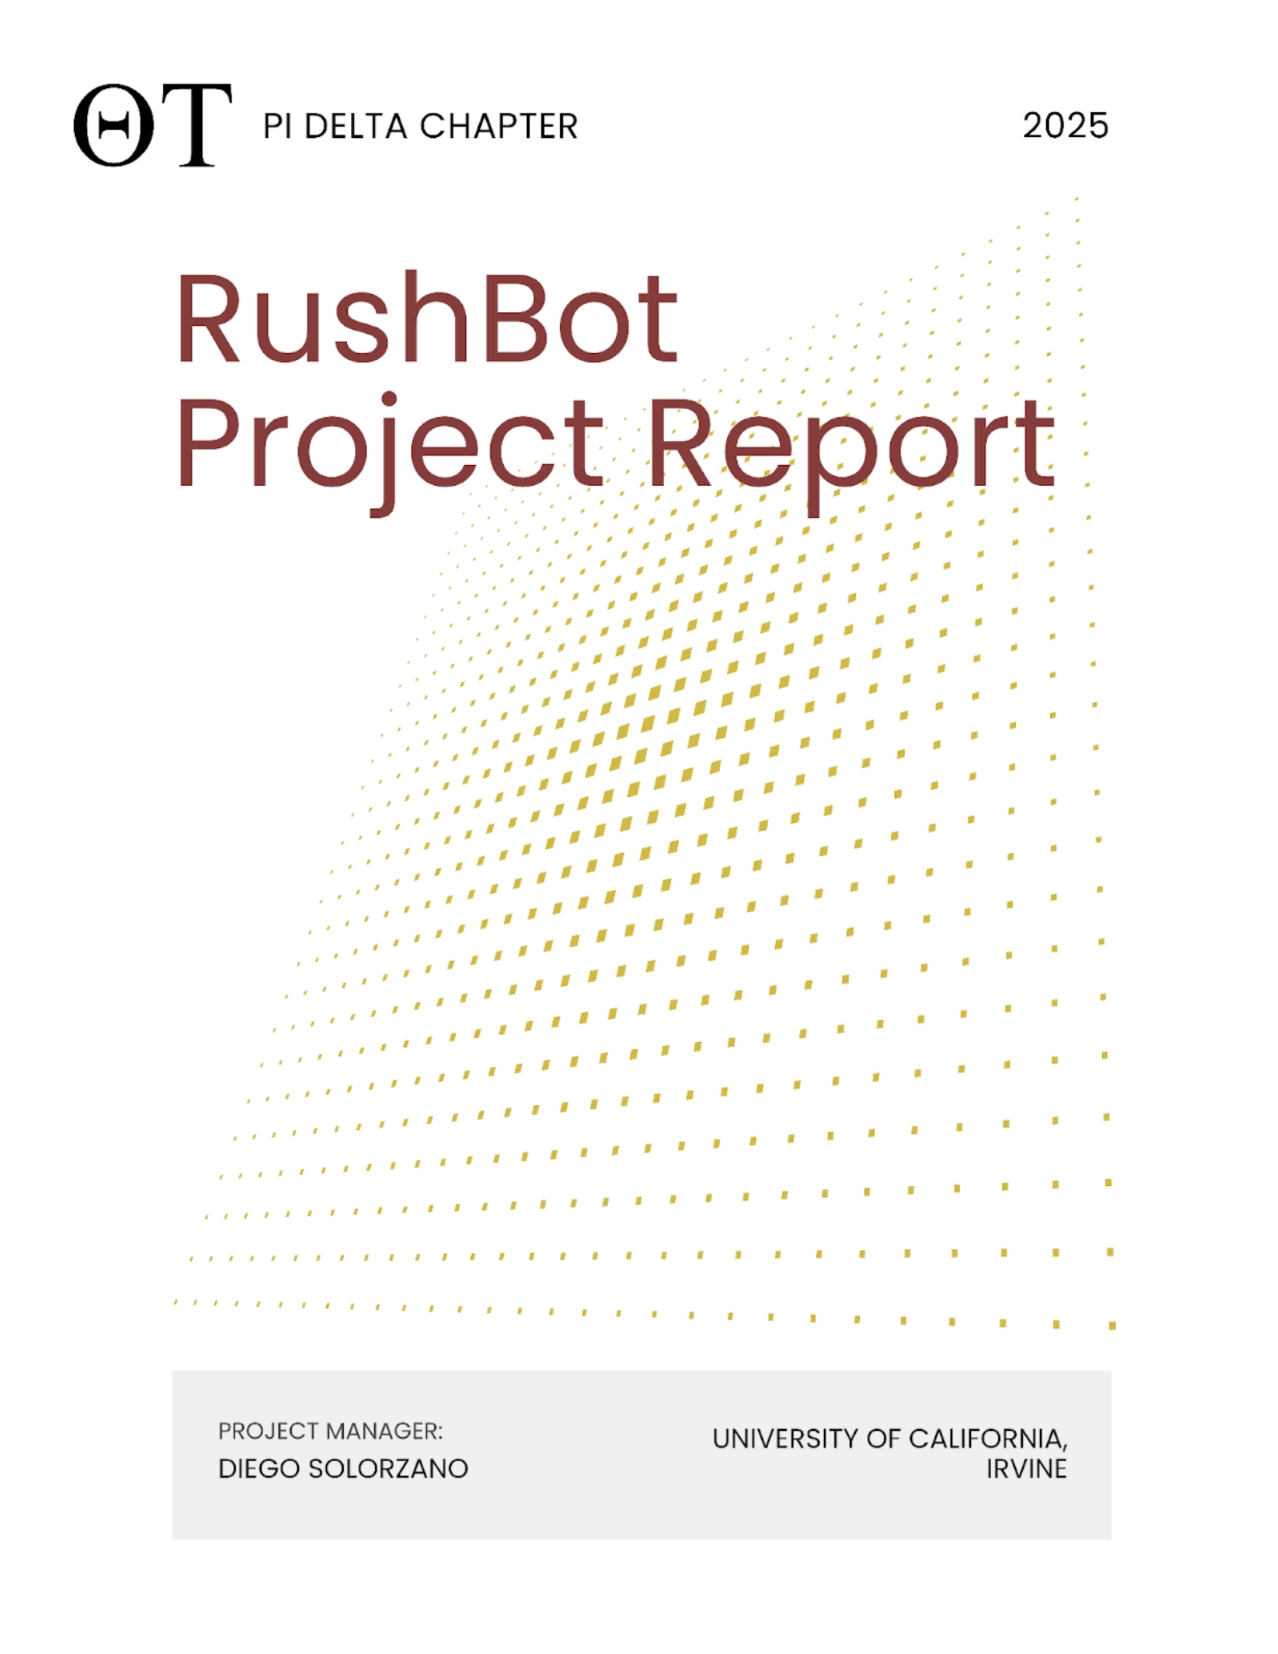 ΘΤ PI DELTA CHAPTER 2025
RushBot
Project Report
PROJECT MANAGER:
DIEGO SOLORZANO
UNIVERSITY OF CALIFORNIA,
IRVINE